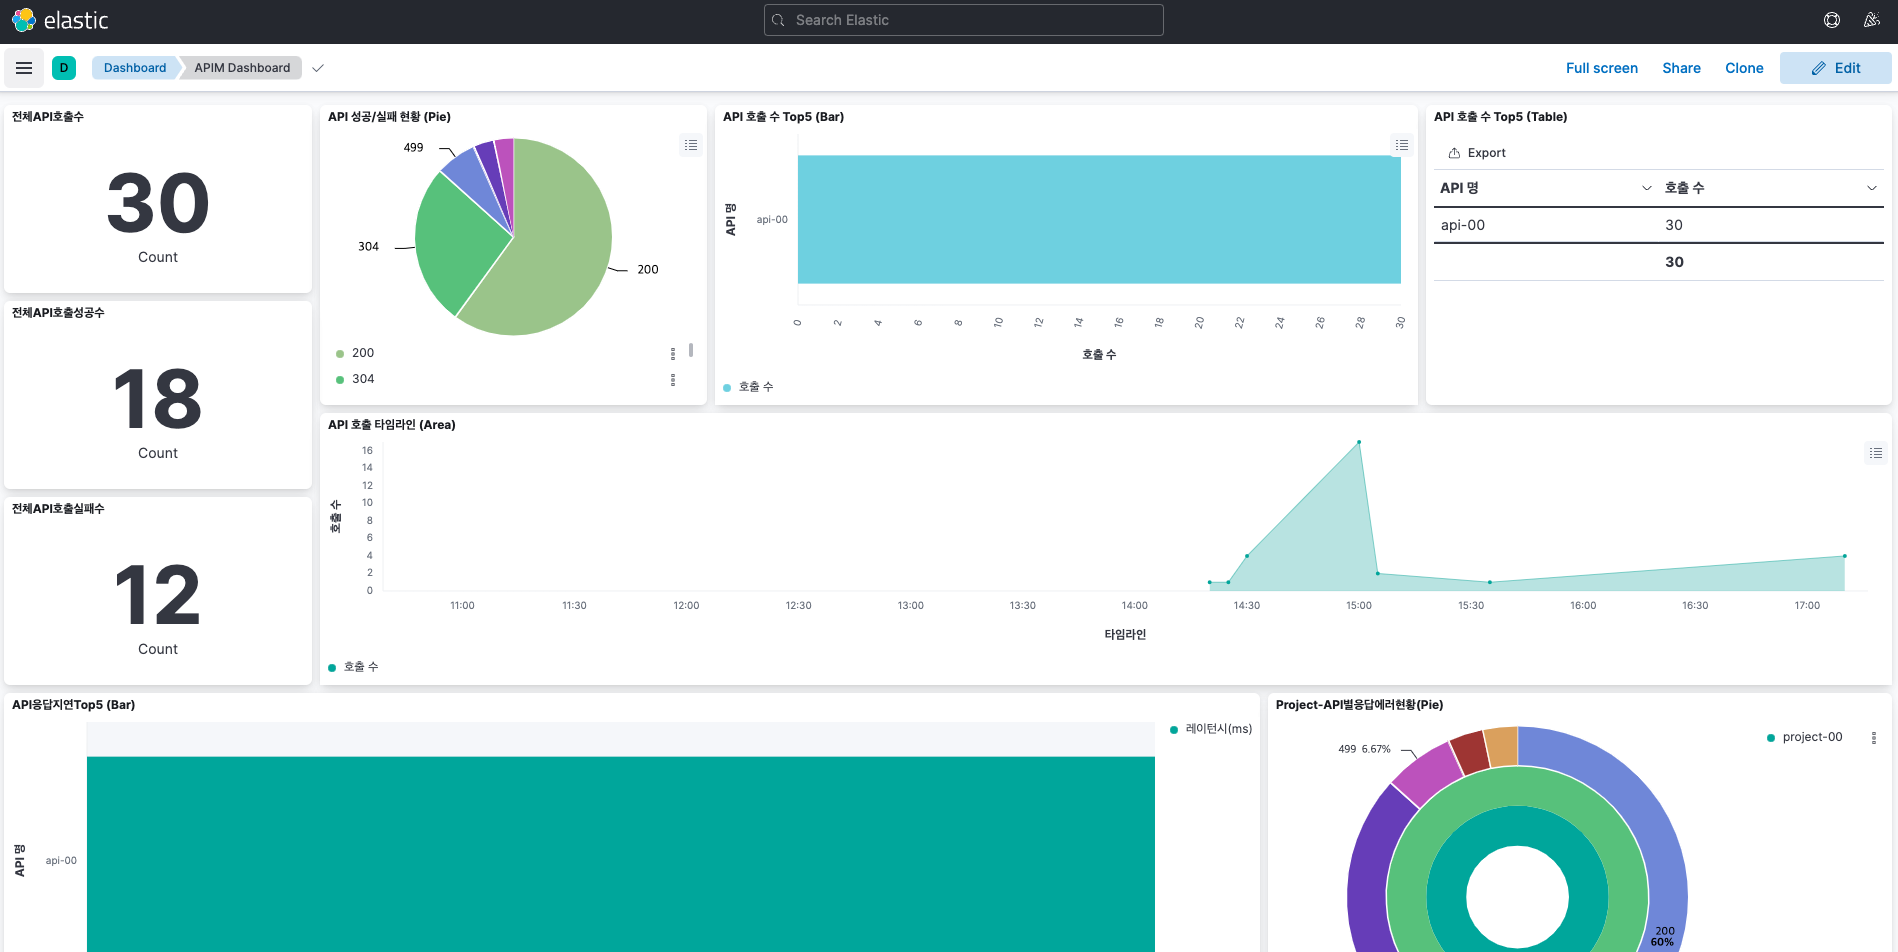 elastic
Search Elastic
D
Dashboard
APIM Dashboard
Full screen
Share
Clone
Edit
전체API호출수
30
Count
전체API호출성공수
18
Count
전체API호출실패수
12
Count
API 성공/실패 현황 (Pie)
499
304
200
200
304
API 호출 수 Top5 (Bar)
API 명
api-00
0 2 4 6 8 10 12 14 16 18 20 22 24 26 28 30
호출 수
호출 수
API 호출 수 Top5 (Table)
Export
API 명 호출 수
api-00 30
30
API 호출 타임라인 (Area)
호출 수
16
14
12
10
8
6
4
2
0
11:00 11:30 12:00 12:30 13:00 13:30 14:00 14:30 15:00 15:30 16:00 16:30 17:00
타임라인
호출 수
API응답지연Top5 (Bar)
API 명
api-00
레이턴시(ms)
Project-API별응답에러현황(Pie)
499 6.67%
project-00
200
60%